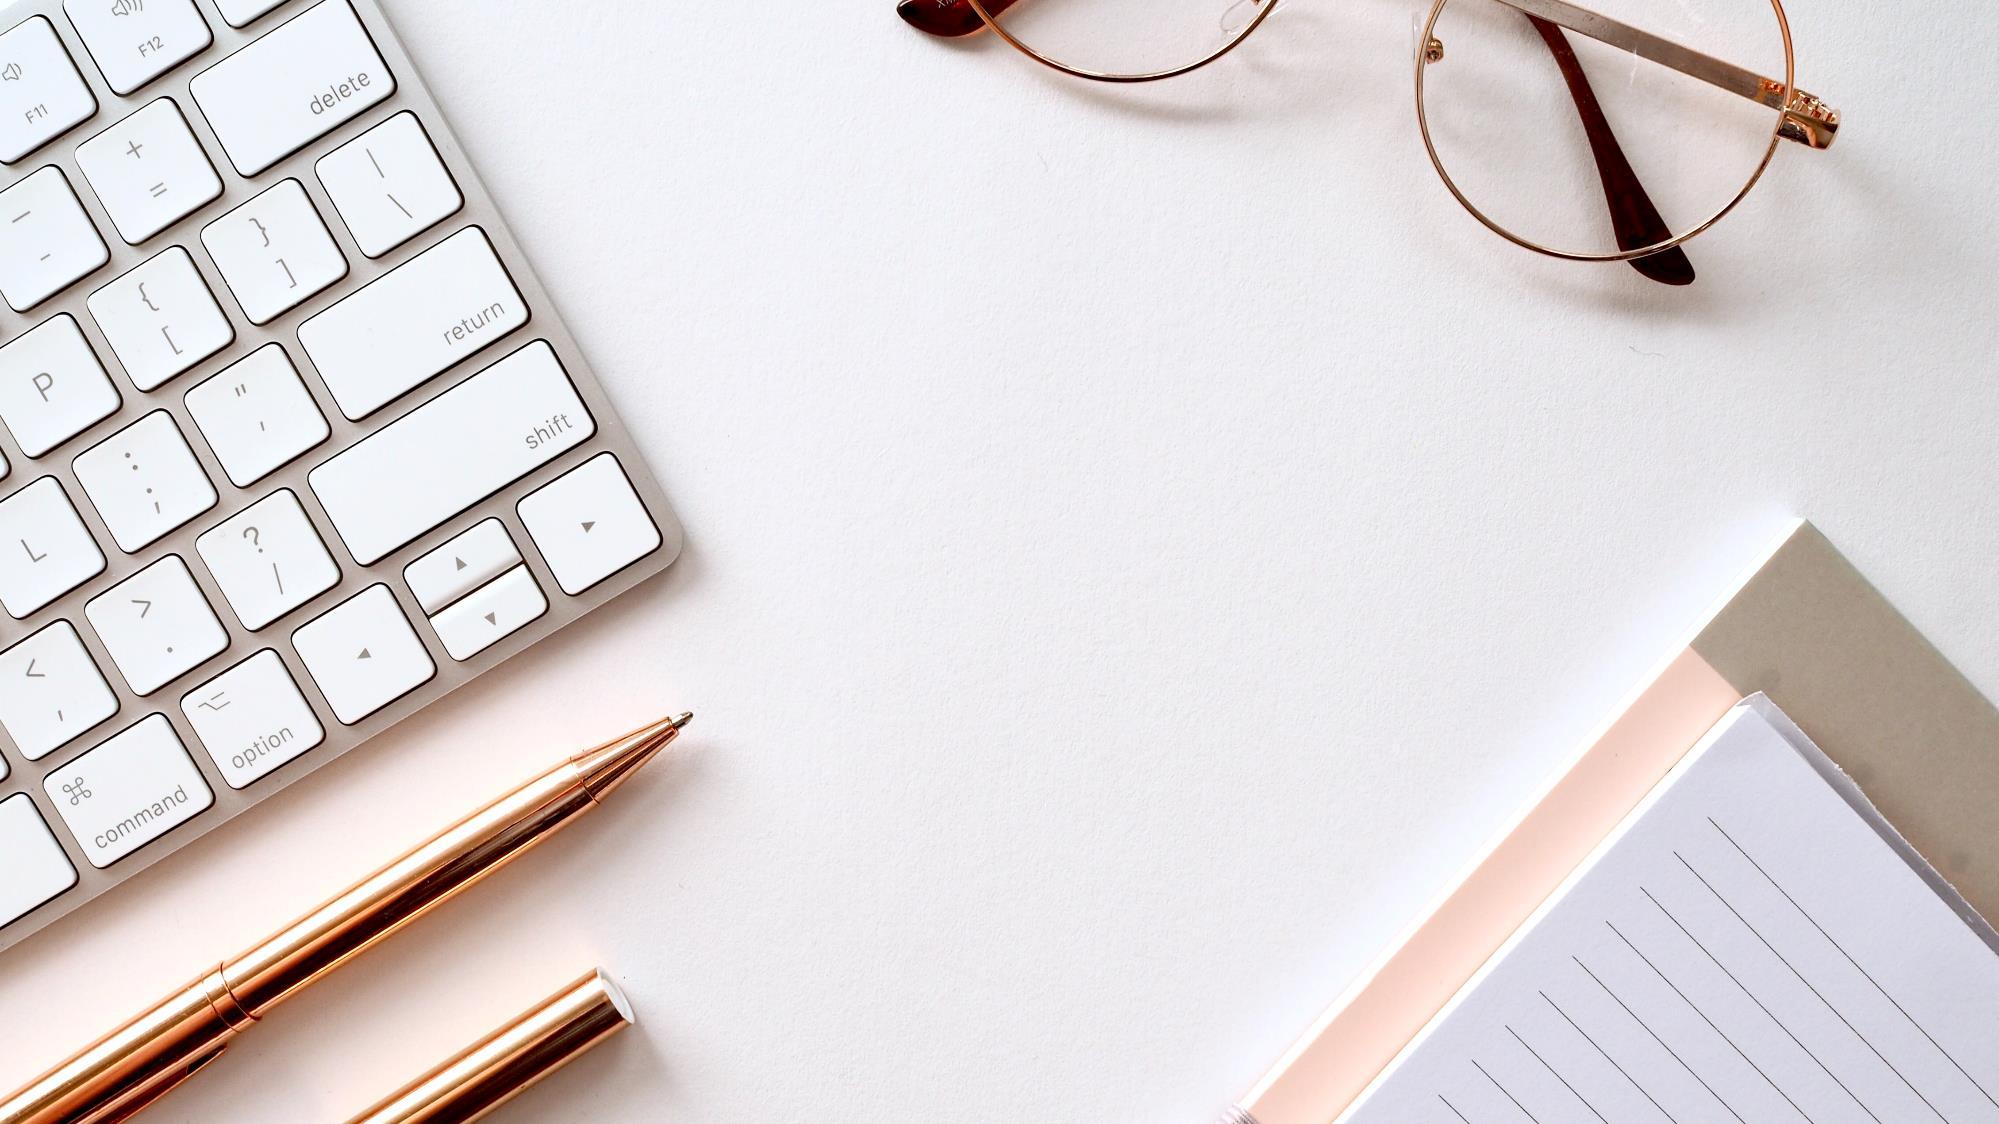 F12
F11
delete
+
=
|
\
_
-
}
]
{
[
return
P
"
'
shift
:
;
L
?
/
>
.
<
,
option
command